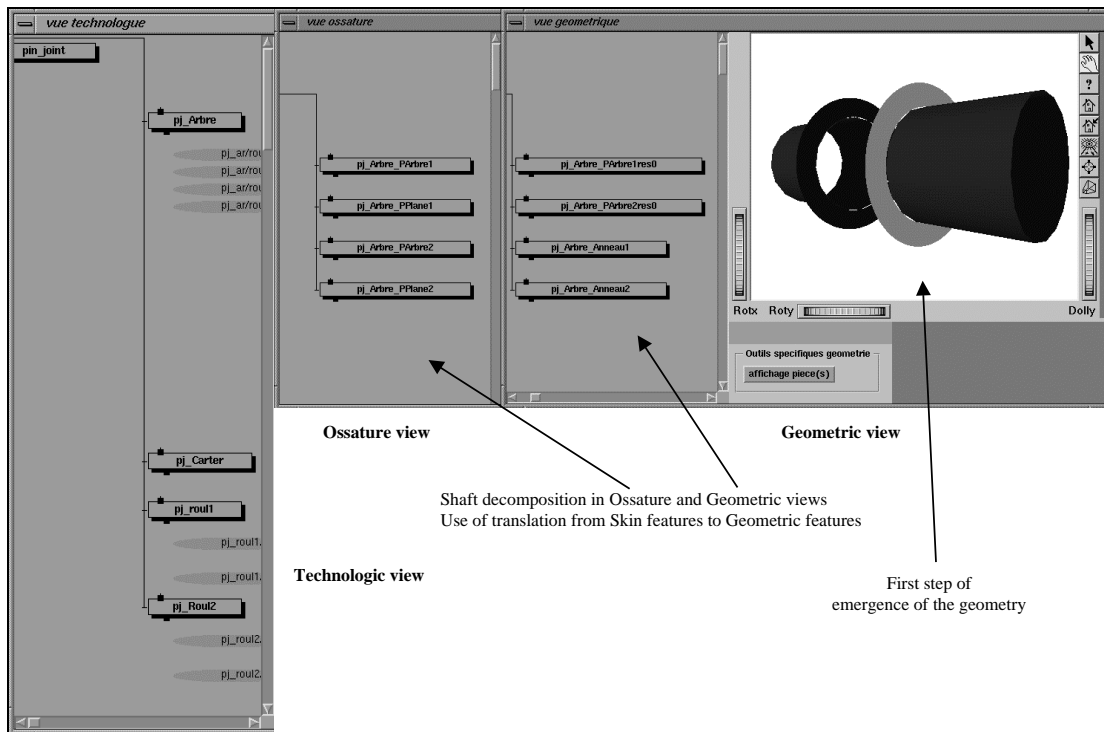 vue technologue
pin_joint
pj_Arbre
pj_ar/rou
pj_ar/rou
pj_ar/rou
pj_ar/rou
pj_Carter
pj_roul1
pj_roul1.
pj_roul1.
pj_Roul2
pj_roul2.
pj_roul2.
vue ossature
pj_Arbre_PArbre1
pj_Arbre_PPlane1
pj_Arbre_PArbre2
pj_Arbre_PPlane2
vue geometrique
pj_Arbre_PArbre1res0
pj_Arbre_PArbre2res0
pj_Arbre_Anneau1
pj_Arbre_Anneau2
?
Rotx Roty Dolly
Outils specifiques geometrie
affichage piece(s)
Ossature view
Geometric view
Shaft decomposition in Ossature and Geometric views
Use of translation from Skin features to Geometric features
Technologic view
First step of
emergence of the geometry